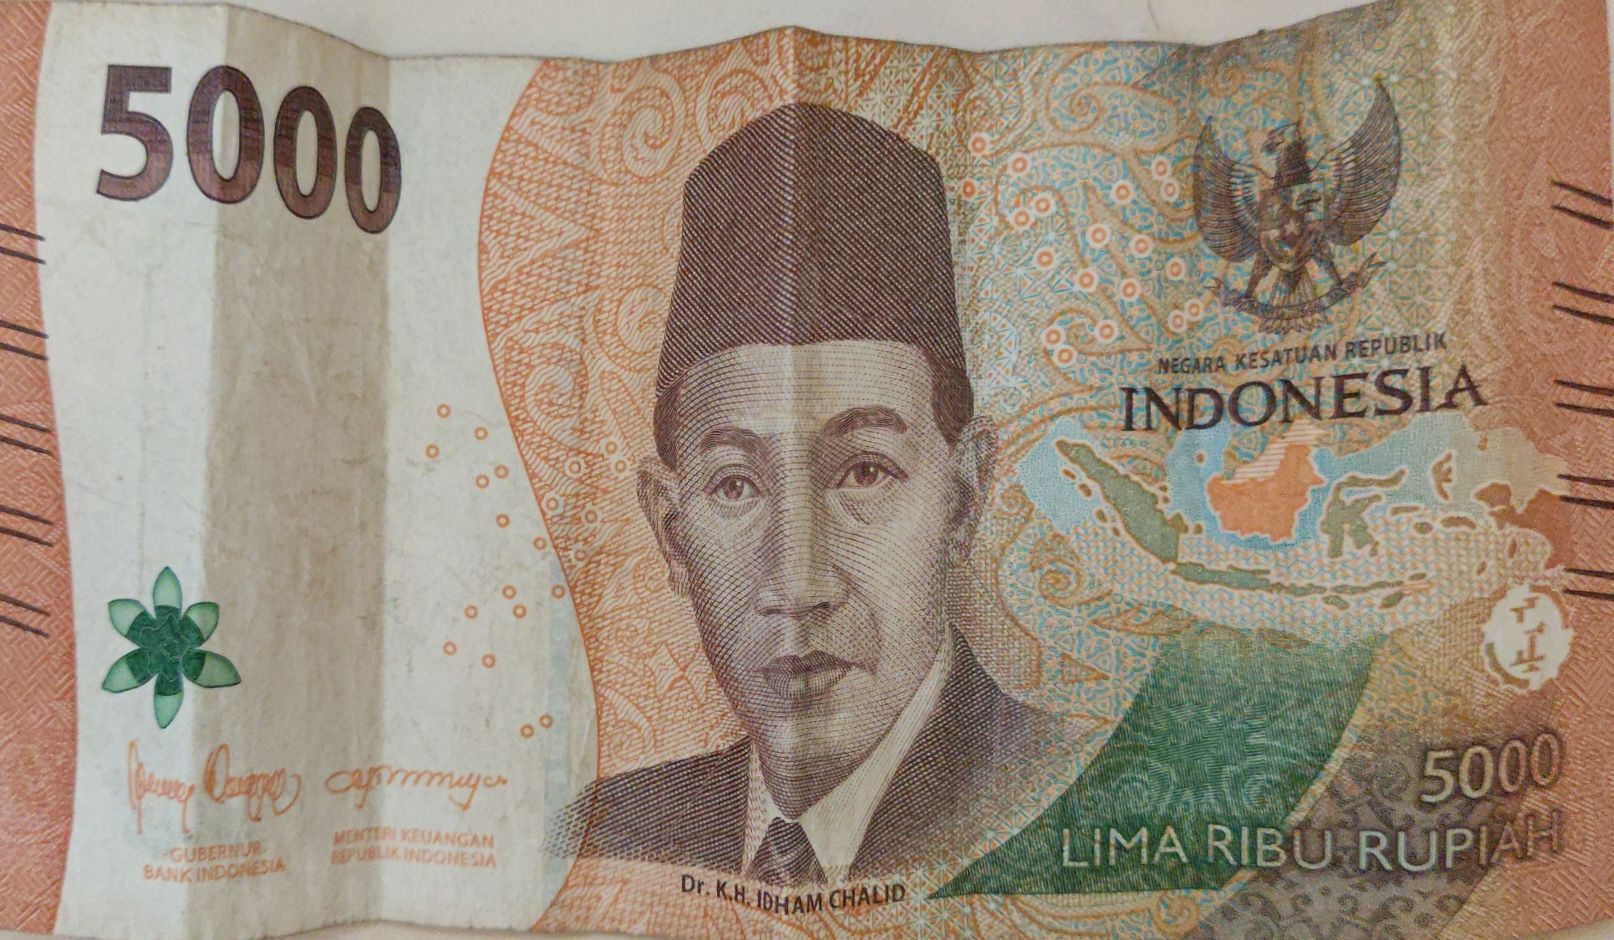 5000
NEGARA KESATUAN REPUBLIK
INDONESIA
GUBERNUR
BANK INDONESIA
MENTERI KEUANGAN
REPUBLIK INDONESIA
Dr. K.H. IDHAM CHALID
5000
LIMA RIBU RUPIAH